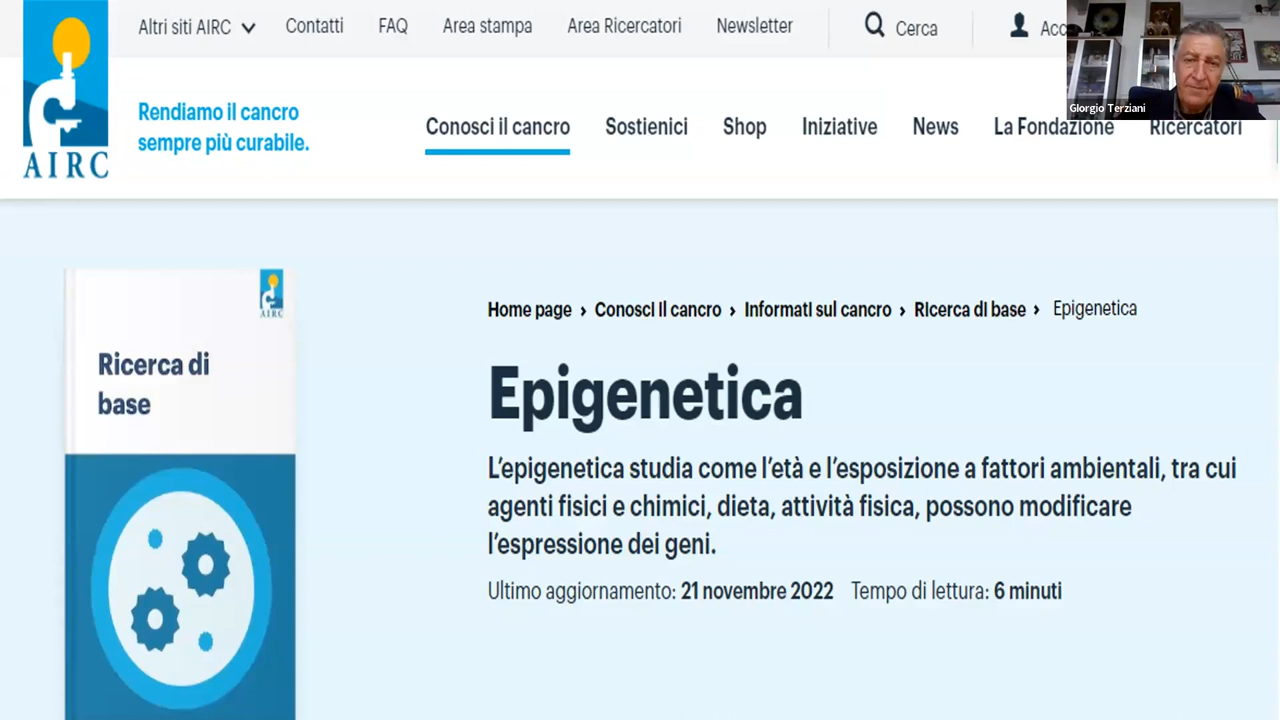 Altri siti AIRC
Contatti
FAQ
Area stampa
Area Ricercatori
Newsletter
Cerca
GIorgio Terziani
Rendiamo il cancro
sempre più curabile.
AIRC
Conosci il cancro
Sostienici
Shop
Iniziative
News
La Fondazione
Ricercatori
AIRC
Ricerca di
base
Home page › Conosci il cancro › Informati sul cancro › Ricerca di base › Epigenetica
Epigenetica
L'epigenetica studia come l'età e l'esposizione a fattori ambientali, tra cui
agenti fisici e chimici, dieta, attività fisica, possono modificare
l'espressione dei geni.
Ultimo aggiornamento: 21 novembre 2022 Tempo di lettura: 6 minuti